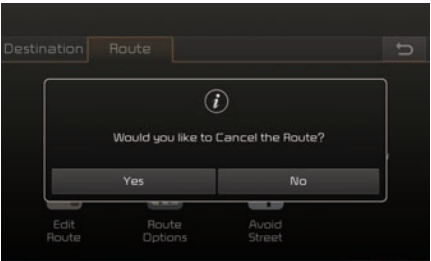 Destination
Route
i
Would you like to Cancel the Route?
Yes
No
Edit
Route
Route
Options
Avoid
Street